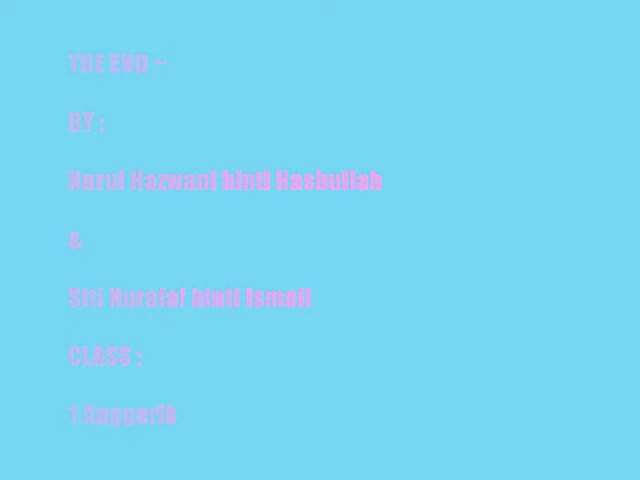 THE END ~
BY :
Nurul Hazwani binti Hasbullah
&
Siti Nurafaf binti Ismail
CLASS :
1 Anggerik